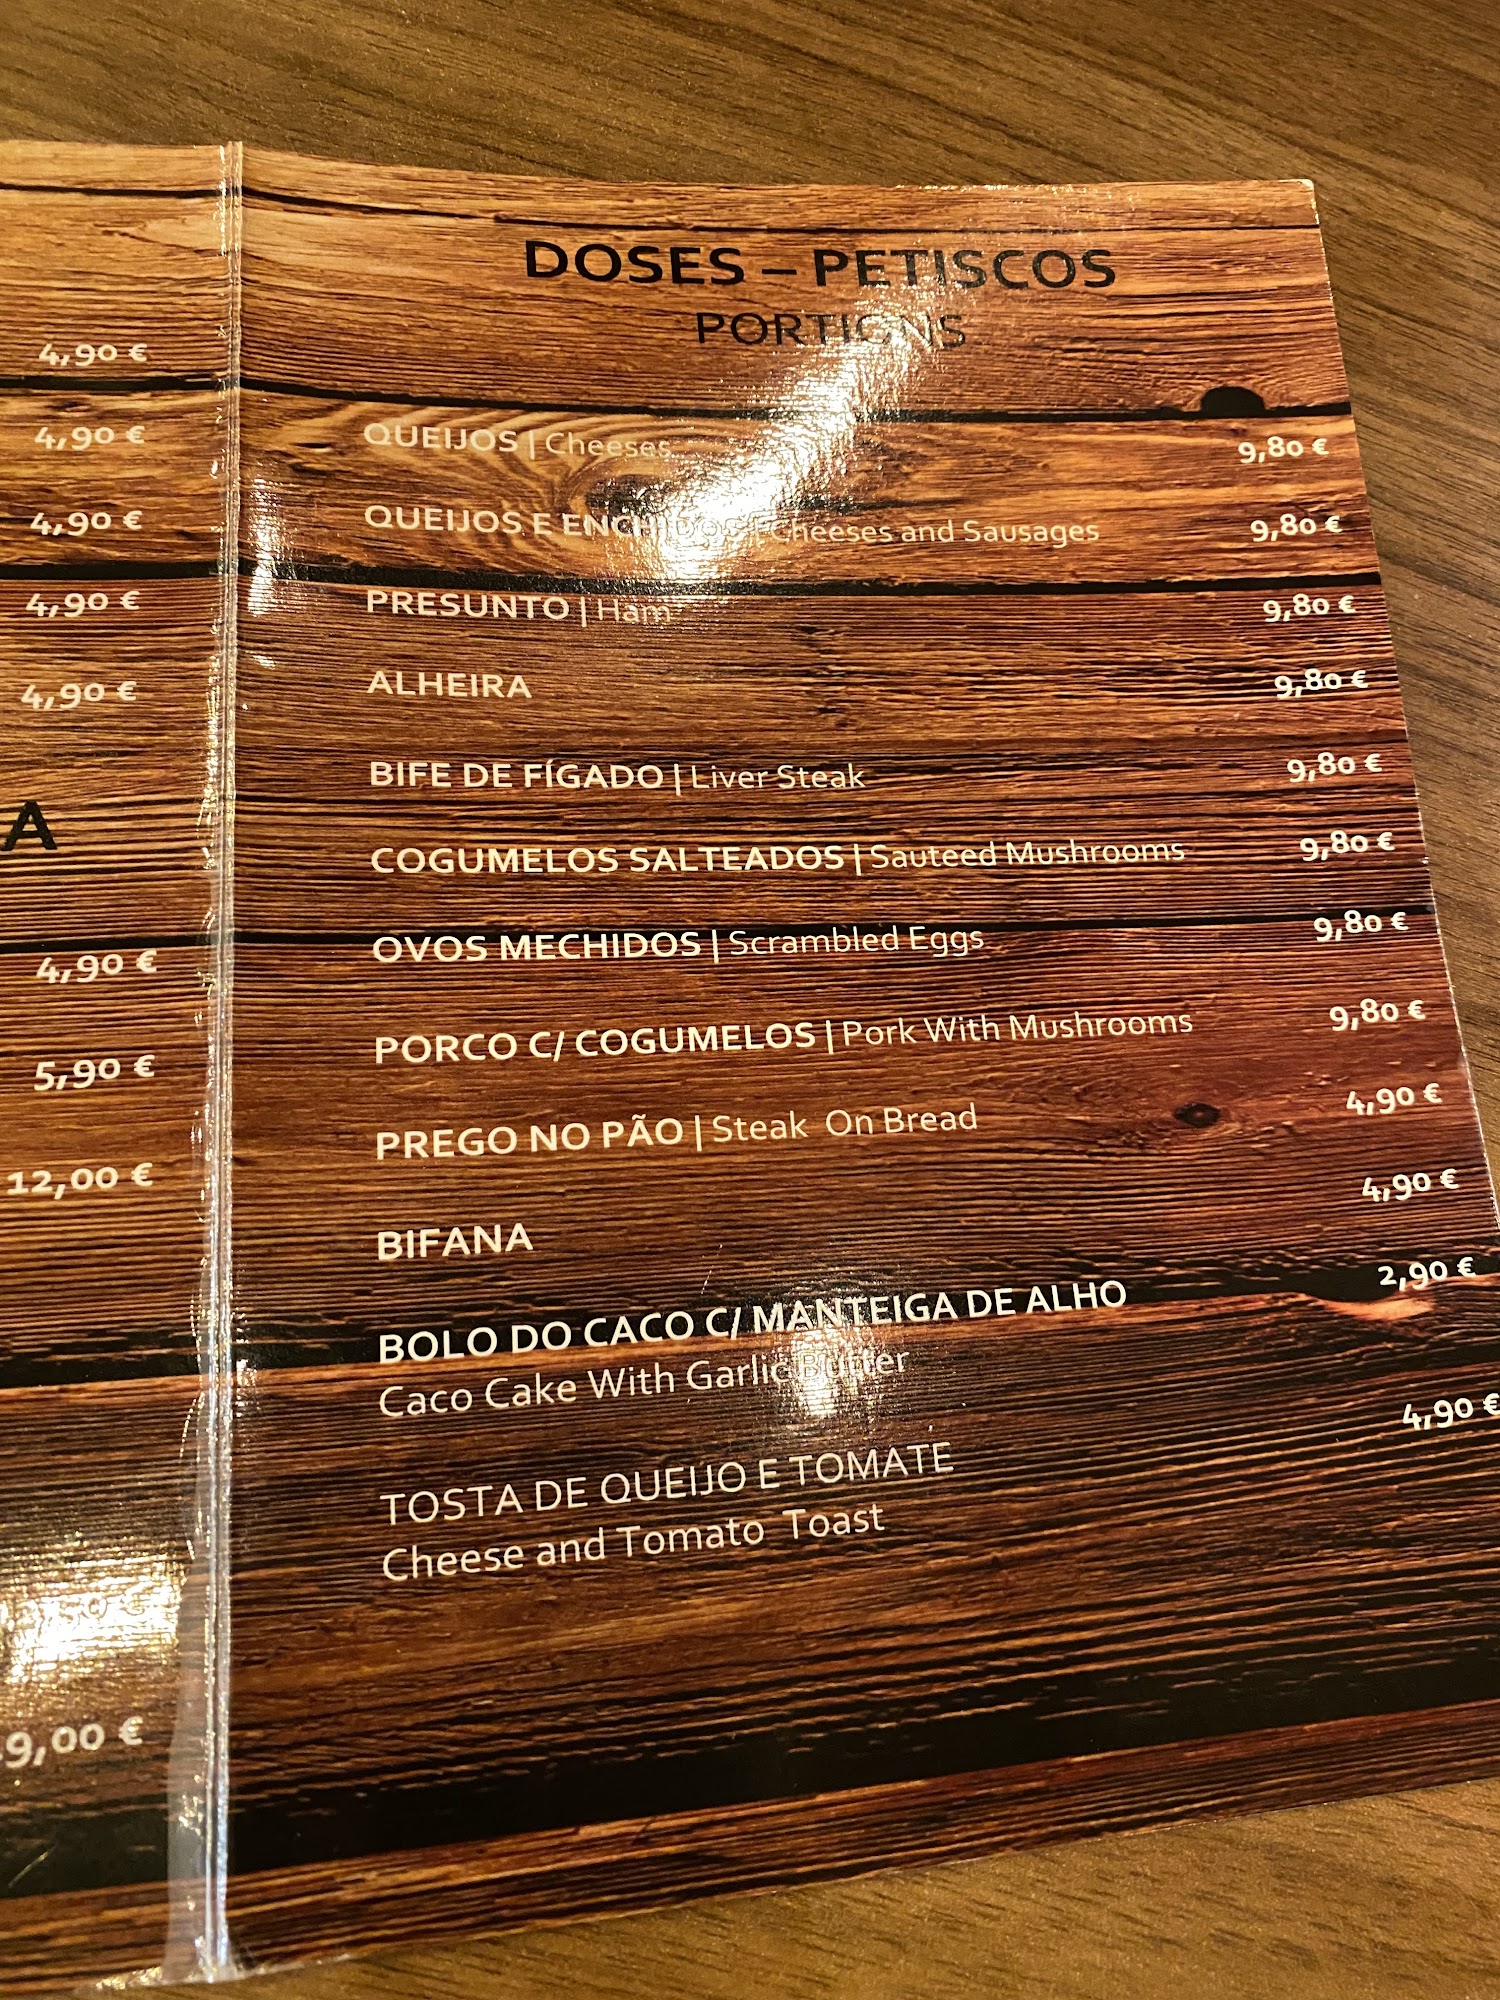 4,90 €
4,90 €
4,90 €
4,90 €
4,90 €
A
4,90 €
5,90 €
12,00 €
9,00 €
DOSES – PETISCOS
PORTIONS
QUEIJOS | Cheeses 9,80 €
QUEIJOS E ENCHIDOS | Cheeses and Sausages 9,80 €
PRESUNTO | Ham 9,80 €
ALHEIRA 9,80 €
BIFE DE FÍGADO | Liver Steak 9,80 €
COGUMELOS SALTEADOS | Sauteed Mushrooms 9,80 €
OVOS MECHIDOS | Scrambled Eggs 9,80 €
PORCO C/ COGUMELOS | Pork With Mushrooms 9,80 €
PREGO NO PÃO | Steak On Bread 4,90 €
BIFANA 4,90 €
BOLO DO CACO C/ MANTEIGA DE ALHO 2,90 €
Caco Cake With Garlic Butter
TOSTA DE QUEIJO E TOMATE 4,90 €
Cheese and Tomato Toast